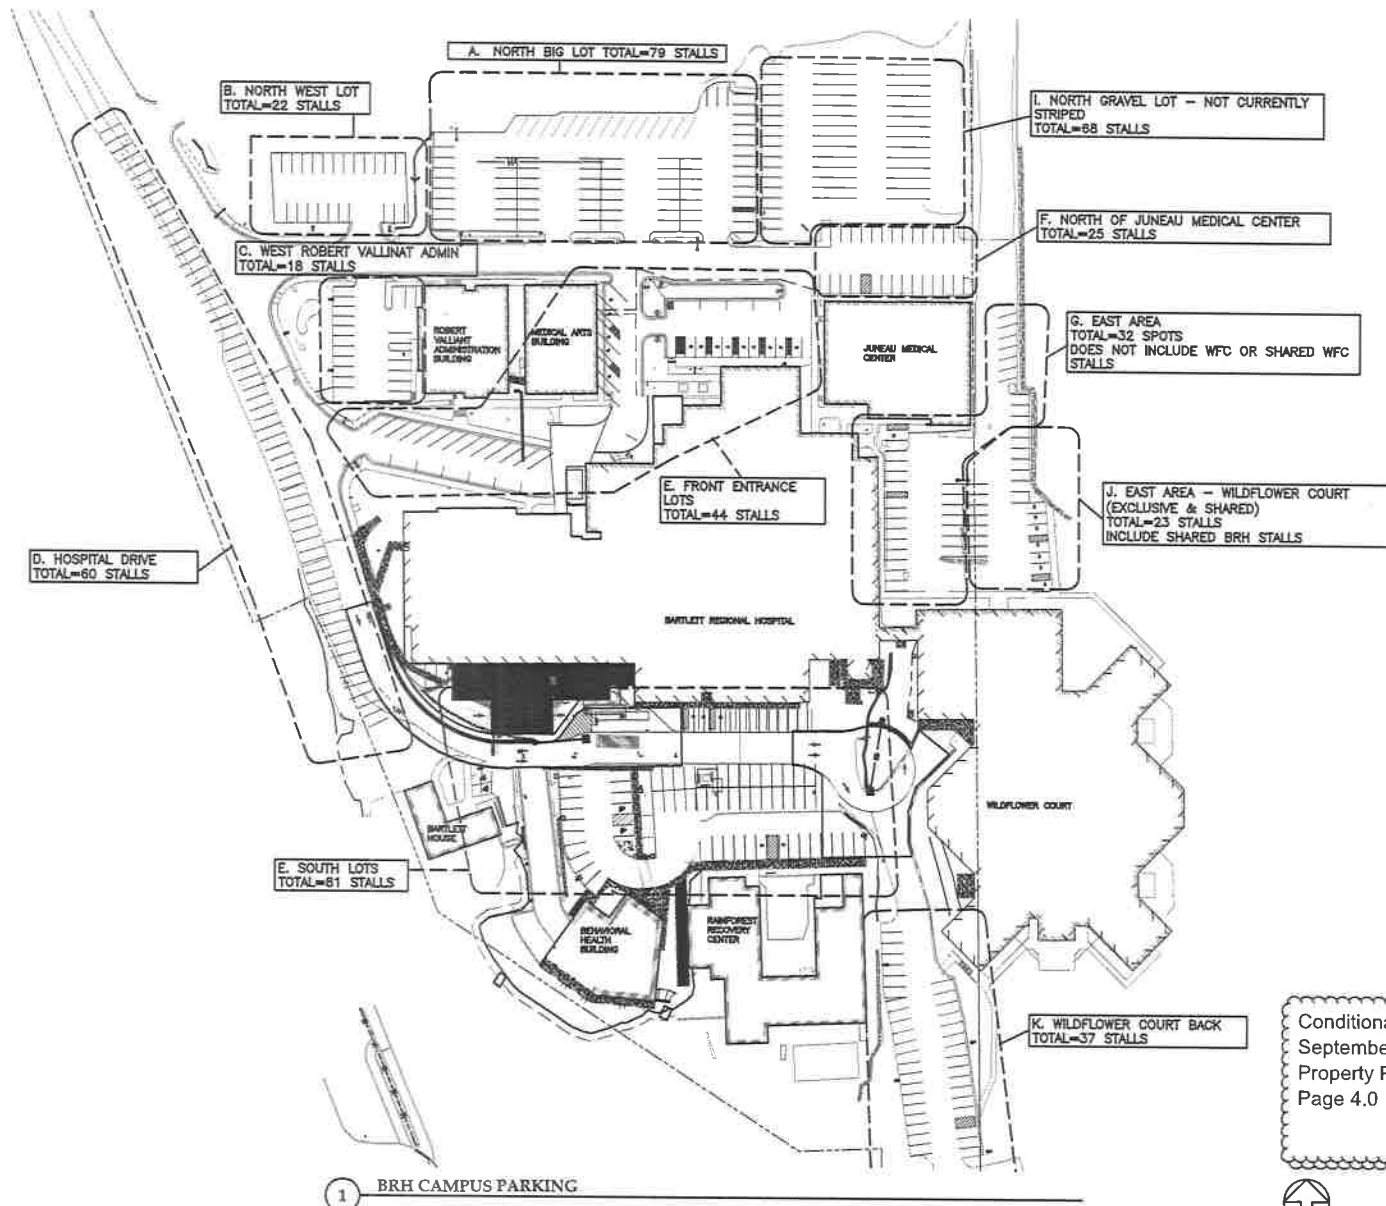 A. NORTH BIG LOT TOTAL=79 STALLS
B. NORTH WEST LOT
TOTAL=22 STALLS
I. NORTH GRAVEL LOT - NOT CURRENTLY
STRIPED
TOTAL=68 STALLS
F. NORTH OF JUNEAU MEDICAL CENTER
TOTAL=25 STALLS
C. WEST ROBERT VALLINAT ADMIN
TOTAL=18 STALLS
ROBERT
VALLIANT
ADMINISTRATION
BUILDING
MEDICAL ARTS
BUILDING
JUNEAU MEDICAL
CENTER
G. EAST AREA
TOTAL=32 SPOTS
DOES NOT INCLUDE WFC OR SHARED WFC
STALLS
E. FRONT ENTRANCE
LOTS
TOTAL=44 STALLS
J. EAST AREA - WILDFLOWER COURT
(EXCLUSIVE & SHARED)
TOTAL=23 STALLS
INCLUDE SHARED BRH STALLS
D. HOSPITAL DRIVE
TOTAL=60 STALLS
BARTLETT REGIONAL HOSPITAL
WILDFLOWER COURT
BARTLETT
HOUSE
E. SOUTH LOTS
TOTAL=81 STALLS
BEHAVIORAL
HEALTH
BUILDING
RAINFOREST
RECOVERY
CENTER
K. WILDFLOWER COURT BACK
TOTAL=37 STALLS
Conditiona
Septembe
Property P
Page 4.0
1 BRH CAMPUS PARKING